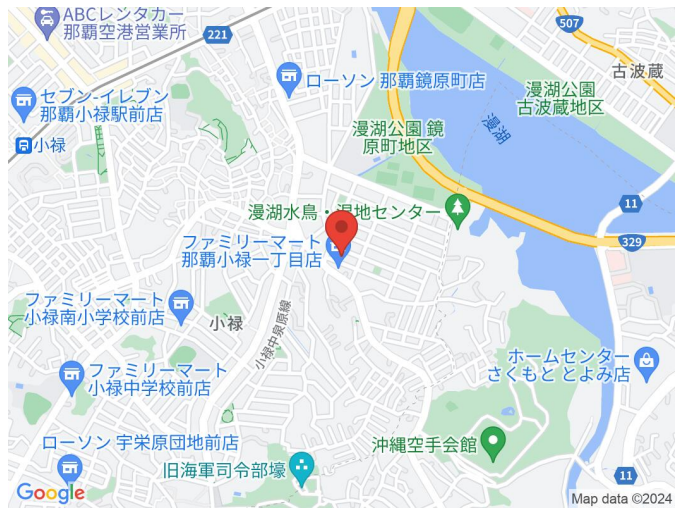 ABCレンタカー
那覇空港営業所
221
507
古波蔵
ローソン 那覇鏡原町店
漫湖公園
古波蔵地区
セブン-イレブン
那覇小禄駅前店
漫湖
漫湖公園 鏡
原町地区
小禄
11
漫湖水鳥・湿地センター
329
ファミリーマート
那覇小禄一丁目店
ファミリーマート
小禄南小学校前店
小禄
小禄中泉原線
ホームセンター
さくもと とよみ店
ファミリーマート
小禄中学校前店
沖縄空手会館
ローソン 宇栄原団地前店
旧海軍司令部壕
11
Google
Map data ©2024